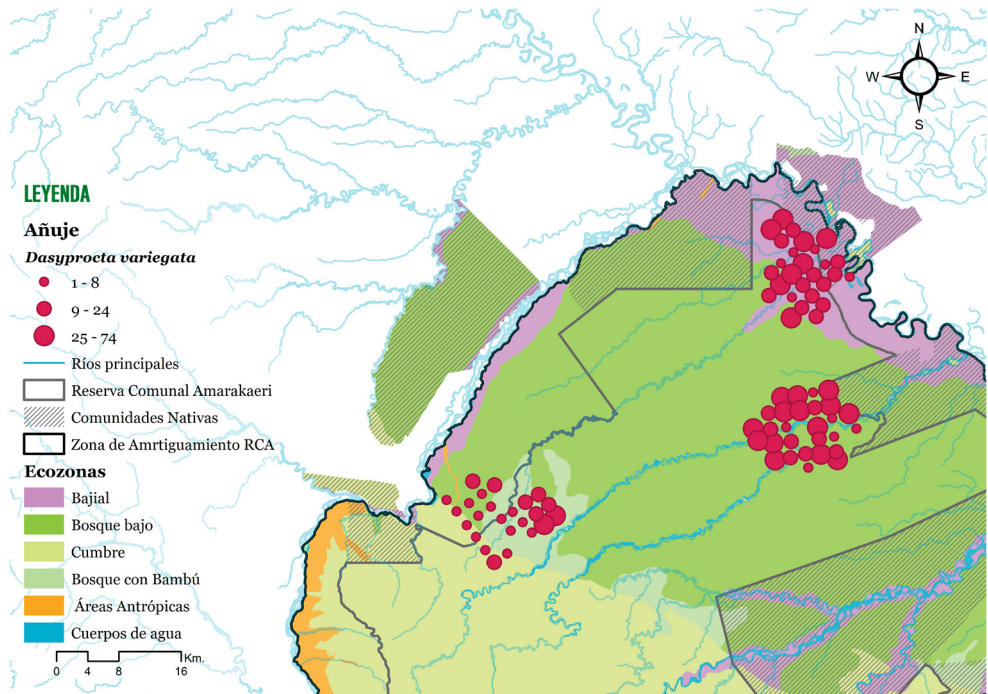 N
W E
S
LEYENDA
Añuje
Dasyprocta variegata
1 - 8
9 - 24
25 - 74
Ríos principales
Reserva Comunal Amarakaeri
Comunidades Nativas
Zona de Amrtiguamiento RCA
Ecozonas
Bajial
Bosque bajo
Cumbre
Bosque con Bambú
Áreas Antrópicas
Cuerpos de agua
Km.
0 4 8 16